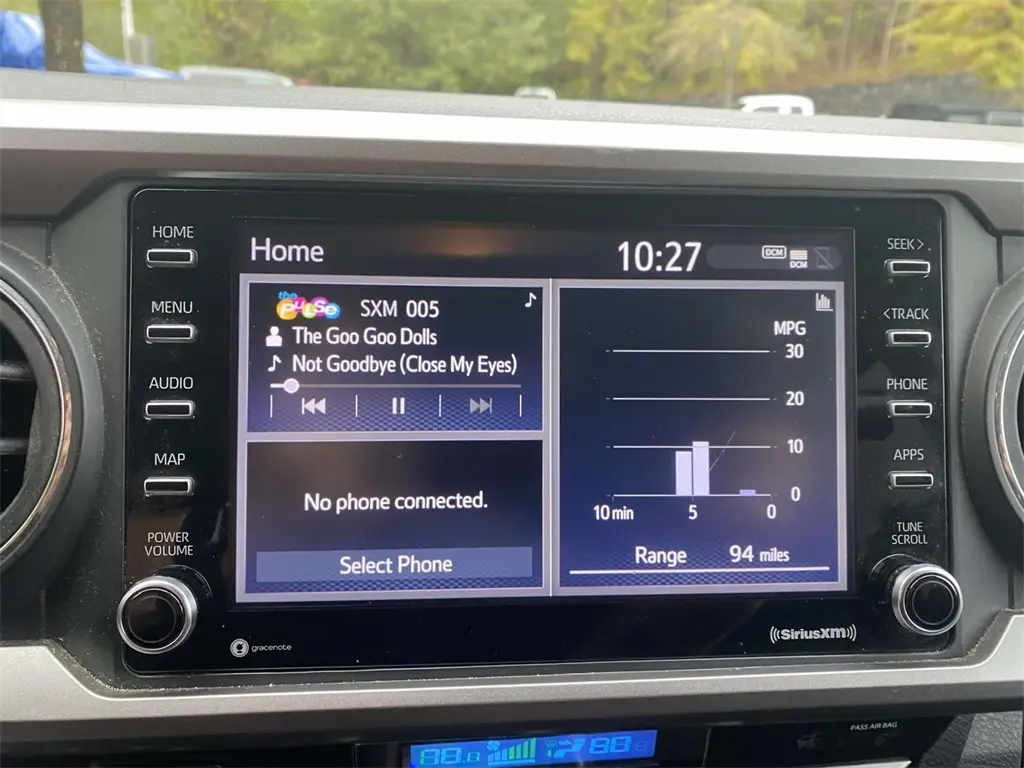 HOME
MENU
AUDIO
MAP
POWER
VOLUME
Home
10:27
DCM
DCM
the
PULSE
SXM 005
The Goo Goo Dolls
Not Goodbye (Close My Eyes)
No phone connected.
Select Phone
MPG
30
20
10
0
10 min 5 0
Range 94 miles
SEEK>
<TRACK
PHONE
APPS
TUNE
SCROLL
gracenote
((SiriusXM))
PASS AIR BAG